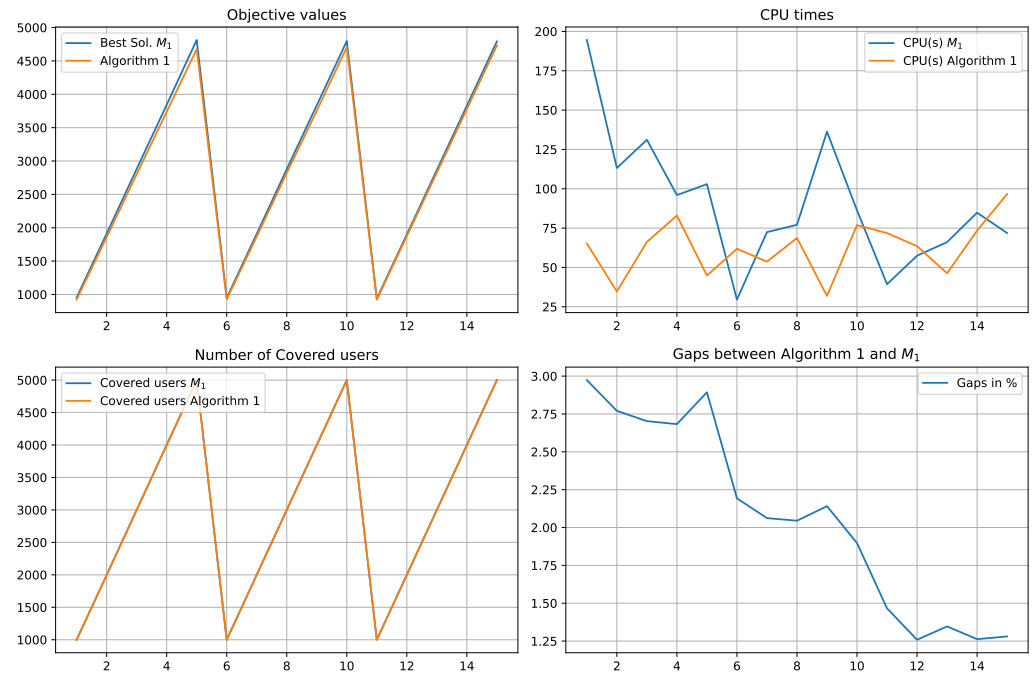 Objective values
5000
4500
4000
3500
3000
2500
2000
1500
1000
Best Sol. M₁
Algorithm 1
2 4 6 8 10 12 14
CPU times
200
175
150
125
100
75
50
25
CPU(s) M₁
CPU(s) Algorithm 1
2 4 6 8 10 12 14
Number of Covered users
5000
4500
4000
3500
3000
2500
2000
1500
1000
Covered users M₁
Covered users Algorithm 1
2 4 6 8 10 12 14
Gaps between Algorithm 1 and M₁
3.00
2.75
2.50
2.25
2.00
1.75
1.50
1.25
Gaps in %
2 4 6 8 10 12 14